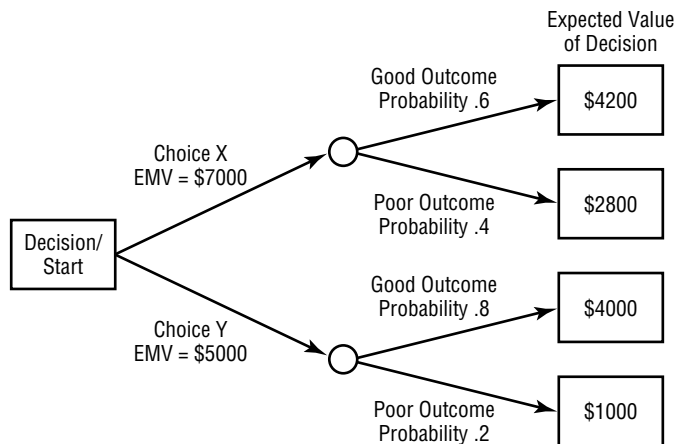 Expected Value
of Decision
Good Outcome
Probability .6
$4200
Choice X
EMV = $7000
Poor Outcome
Probability .4
$2800
Decision/
Start
Good Outcome
Probability .8
$4000
Choice Y
EMV = $5000
Poor Outcome
Probability .2
$1000